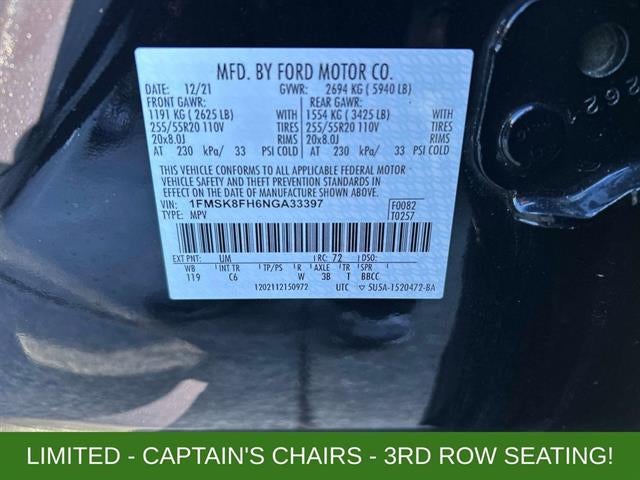 MFD. BY FORD MOTOR CO.
DATE: 12/21 GVWR: 2694 KG ( 5940 LB)
FRONT GAWR: REAR GAWR:
1191 KG ( 2625 LB) WITH 1554 KG ( 3425 LB) WITH
255/55R20 110V TIRES 255/55R20 110V TIRES
20x8.0J RIMS 20x8.0J RIMS
AT 230 kPa/ 33 PSI COLD AT 230 kPa/ 33 PSI COLD
THIS VEHICLE CONFORMS TO ALL APPLICABLE FEDERAL MOTOR
VEHICLE SAFETY AND THEFT PREVENTION STANDARDS IN EFFECT
ON THE DATE OF MANUFACTURE SHOWN ABOVE.
VIN: 1FMSK8FH6NGA33397 F0082
TYPE: MPV T0257
EXT PNT: UM RC: 72 DSO:
WB INT TR TP/PS R AXLE TR SPR
119 C6 W 3B T BBCC
1202112150972 UTC ▽ 5U5A-1520472-BA
2621
LIMITED - CAPTAIN'S CHAIRS - 3RD ROW SEATING!